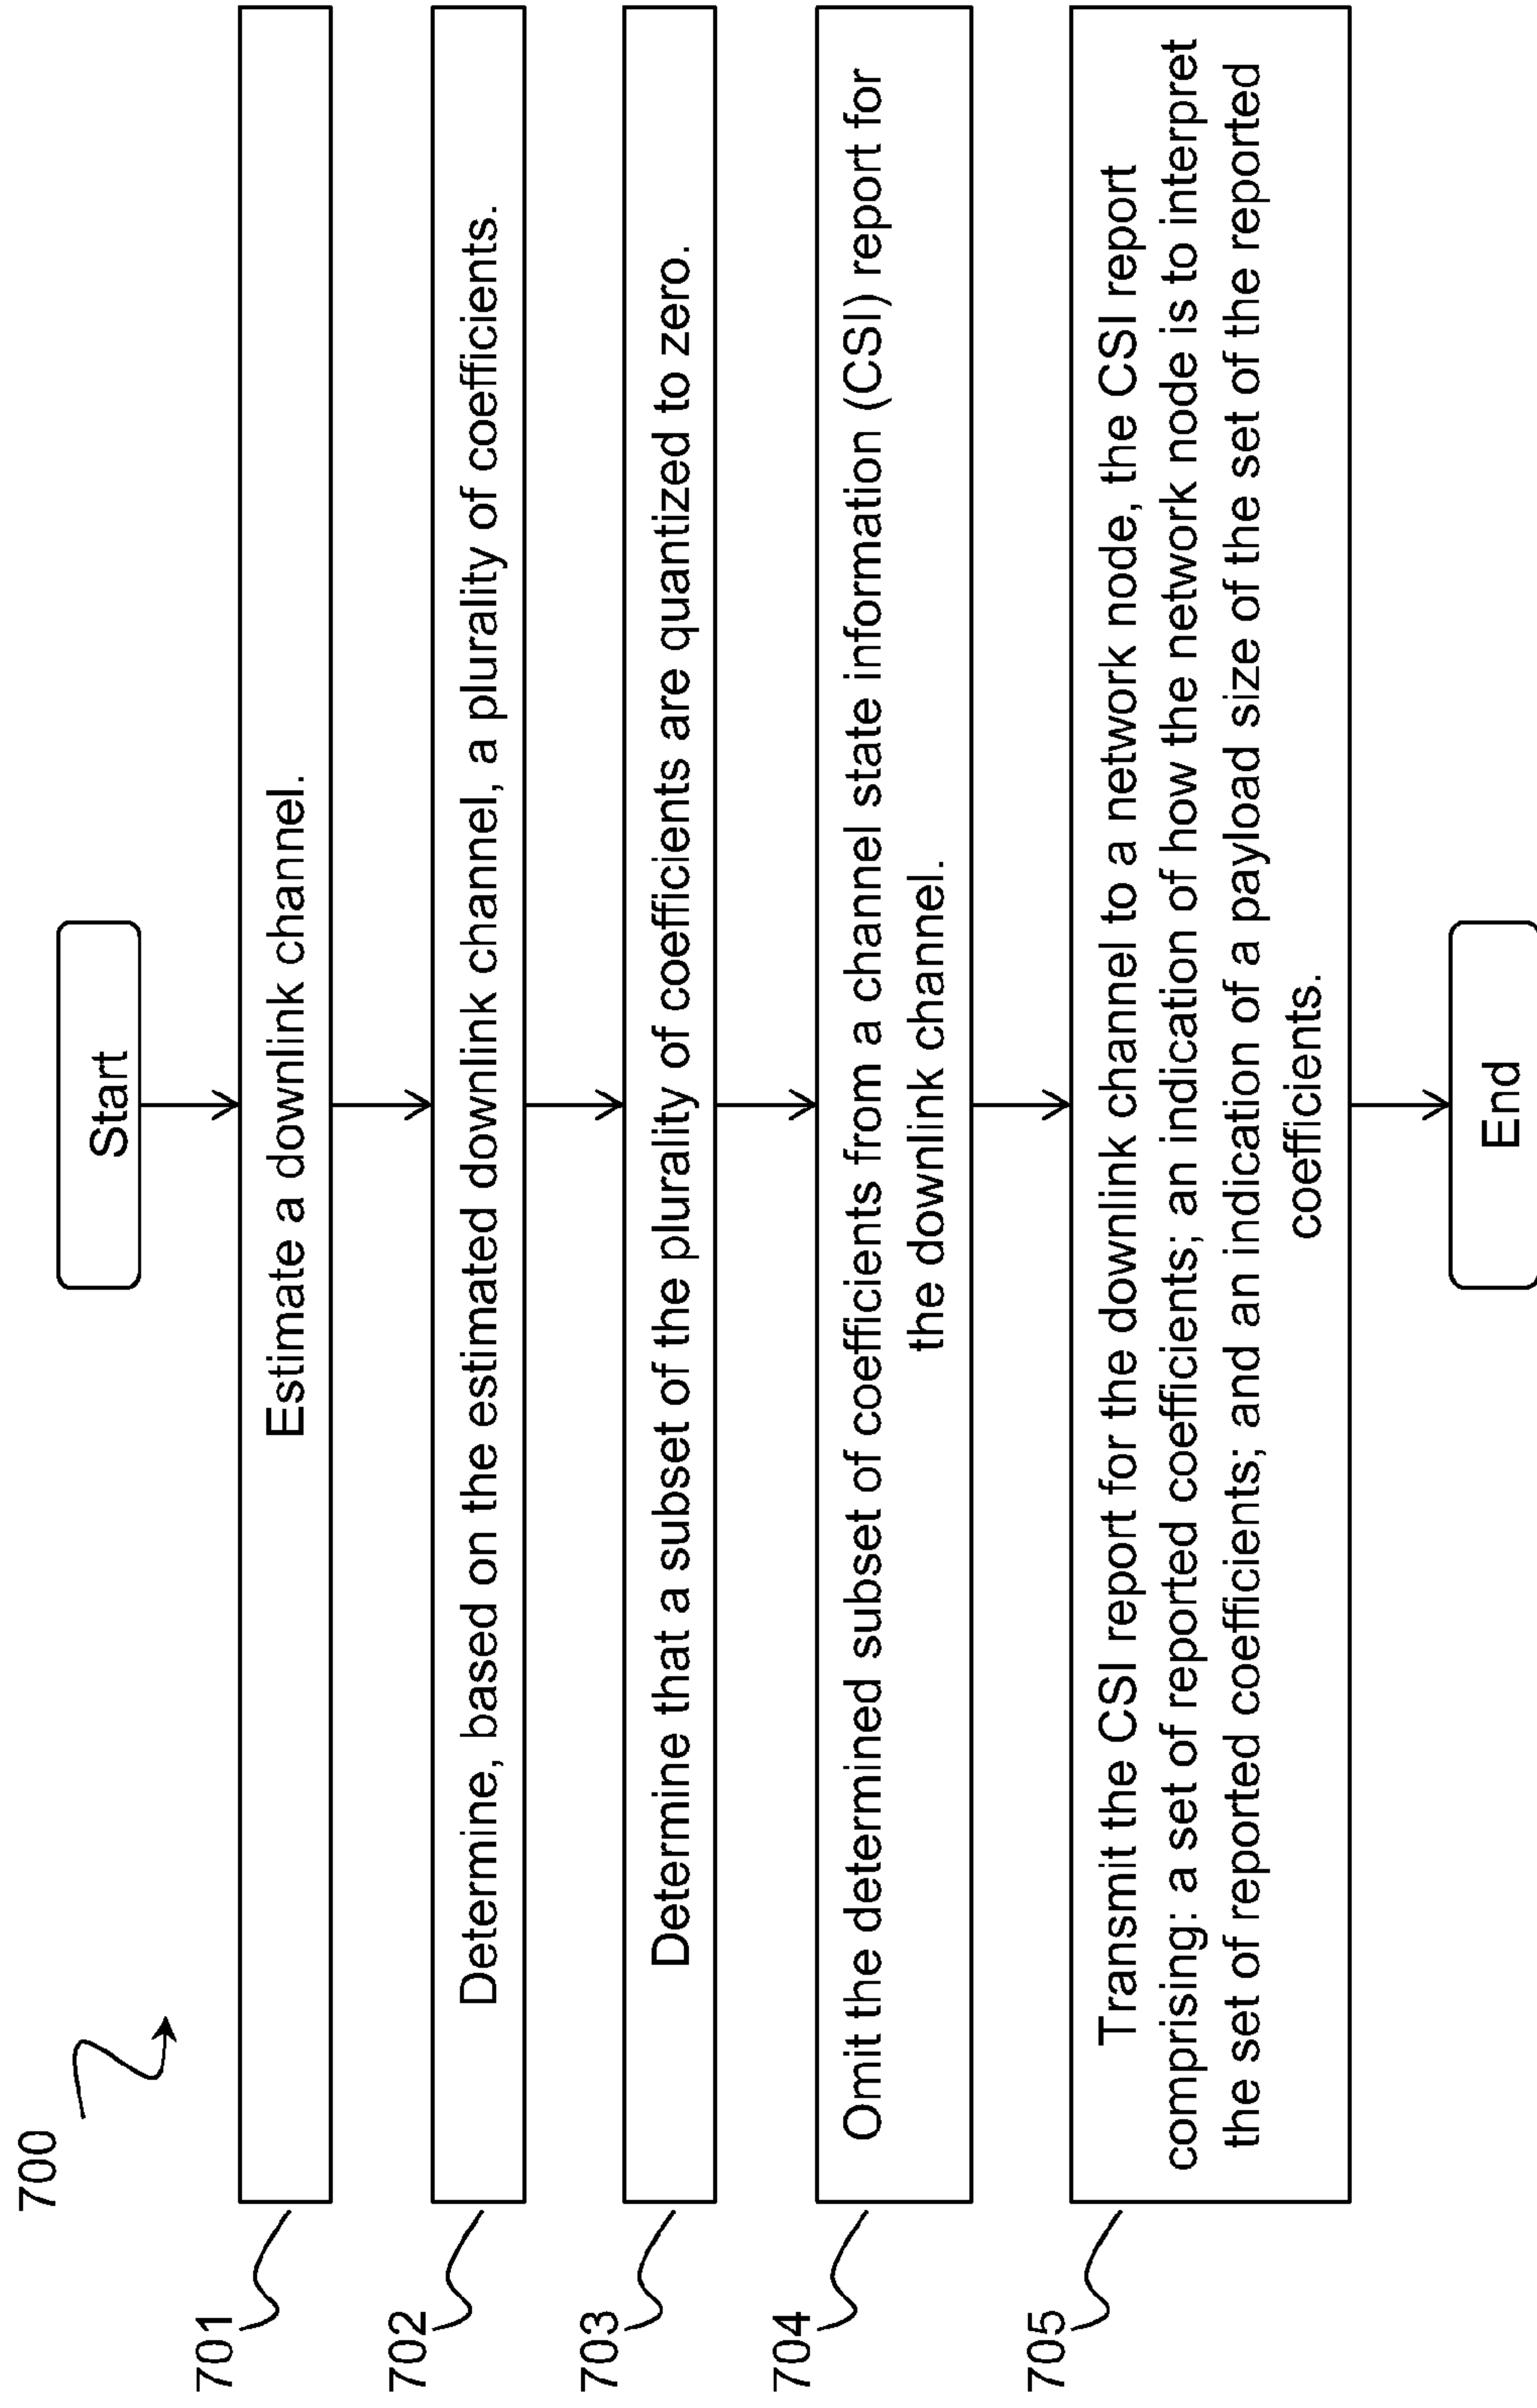 700
Start
701
Estimate a downlink channel.
702
Determine, based on the estimated downlink channel, a plurality of coefficients.
703
Determine that a subset of the plurality of coefficients are quantized to zero.
704
Omit the determined subset of coefficients from a channel state information (CSI) report for
the downlink channel.
705
Transmit the CSI report for the downlink channel to a network node, the CSI report
comprising: a set of reported coefficients; an indication of how the network node is to interpret
the set of reported coefficients; and an indication of a payload size of the set of the reported
coefficients.
End